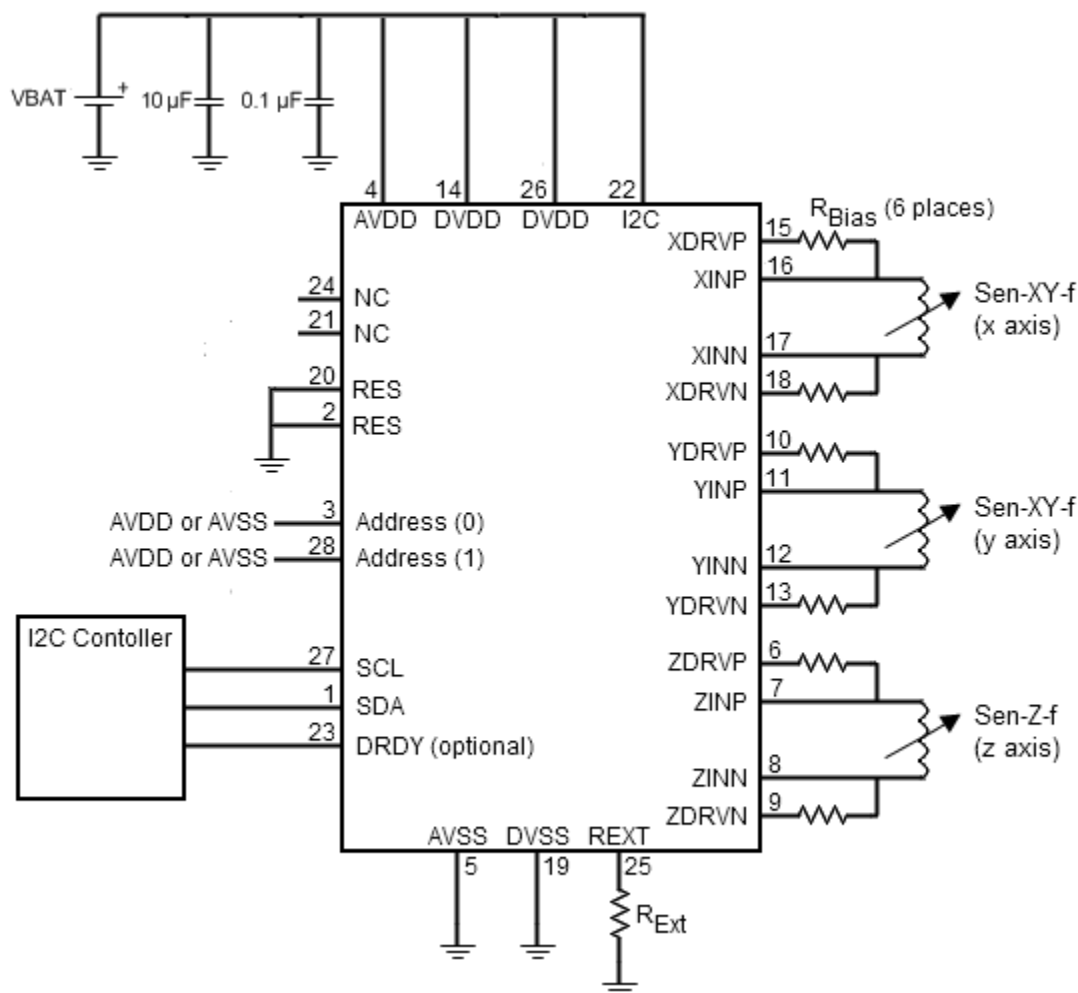 VBAT
+
10 µF
0.1 µF
4
14
26
22
AVDD
DVDD
DVDD
I2C
24
NC
21
NC
20
RES
2
RES
AVDD or AVSS
3
Address (0)
AVDD or AVSS
28
Address (1)
I2C Contoller
27
SCL
1
SDA
23
DRDY (optional)
XDRVP
15
RBias (6 places)
XINP
16
Sen-XY-f
(x axis)
XINN
17
XDRVN
18
YDRVP
10
YINP
11
Sen-XY-f
(y axis)
YINN
12
YDRVN
13
ZDRVP
6
ZINP
7
Sen-Z-f
(z axis)
ZINN
8
ZDRVN
9
AVSS
DVSS
REXT
5
19
25
RExt